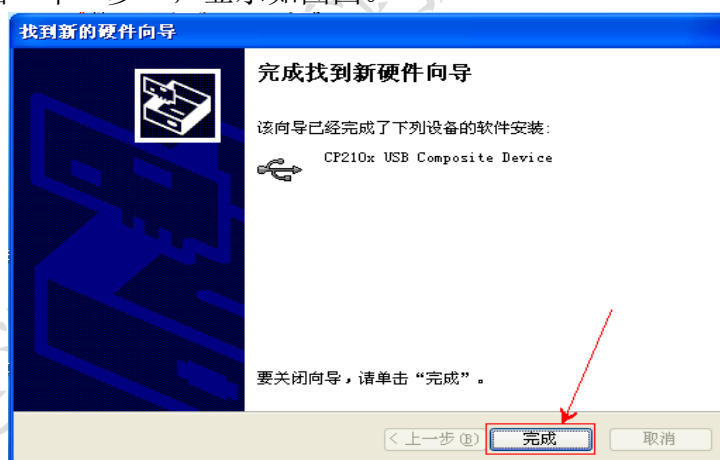 找到新的硬件向导
完成找到新硬件向导
该向导已经完成了下列设备的软件安装:
CP210x USB Composite Device
要关闭向导，请单击“完成”。
< 上一步(B)
完成
取消